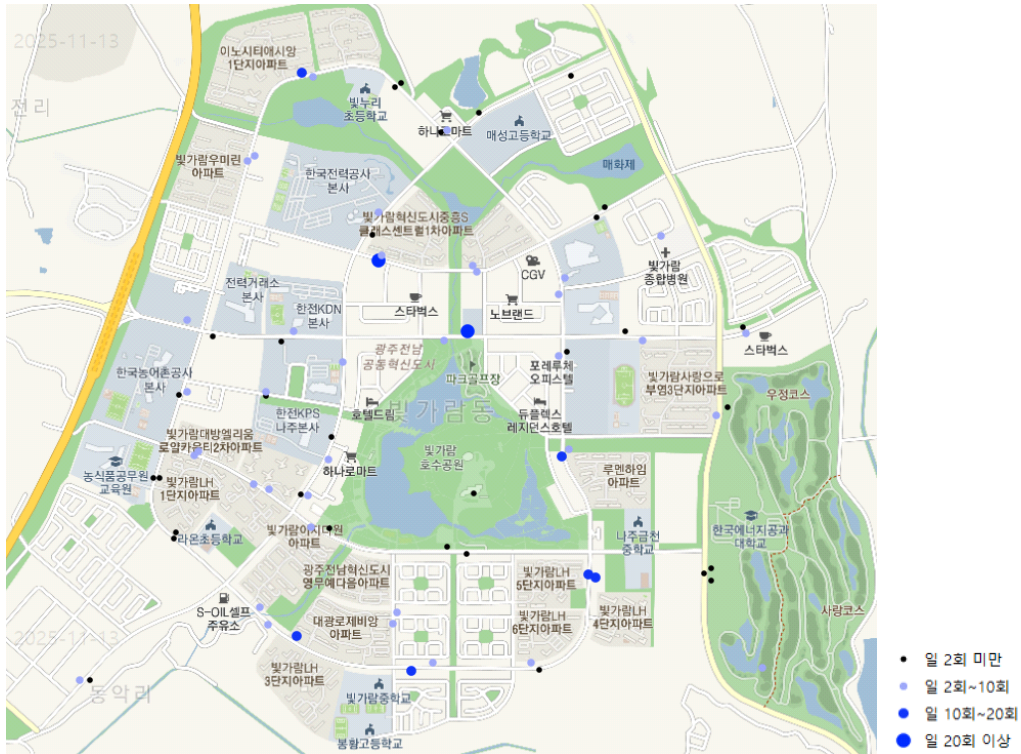 2025-11-13
이노시티애시앙
1단지아파트
전리
빛누리
초등학교
하나로마트
매성고등학교
빛가람우미린
아파트
한국전력공사
본사
매화제
빛가람혁신도시중흥S
클래스센트럴1차아파트
CGV
빛가람
종합병원
전력거래소
본사
한전KDN
본사
스타벅스
노브랜드
스타벅스
광주전남
공동혁신도시
한국농어촌공사
본사
파크골프장
포레루체
오피스텔
빛가람사랑으로
부영3단지아파트
우정코스
한전KPS
나주본사
호텔드림
빛가람동
듀플렉스
레지던스호텔
빛가람대방엘리움
로얄카운티2차아파트
하나로마트
빛가람
호수공원
농식품공무원
교육원
빛가람LH
1단지아파트
루멘하임
아파트
라온초등학교
빛가람이지더원
아파트
나주금천
중학교
한국에너지공과
대학교
광주전남혁신도시
영무예다음아파트
빛가람LH
5단지아파트
S-OIL셀프
주유소
대광로제비앙
아파트
빛가람LH
6단지아파트
빛가람LH
4단지아파트
사랑코스
2025-11-13
빛가람LH
3단지아파트
동악리
빛가람중학교
봉황고등학교
일 2회 미만
일 2회~10회
일 10회~20회
일 20회 이상